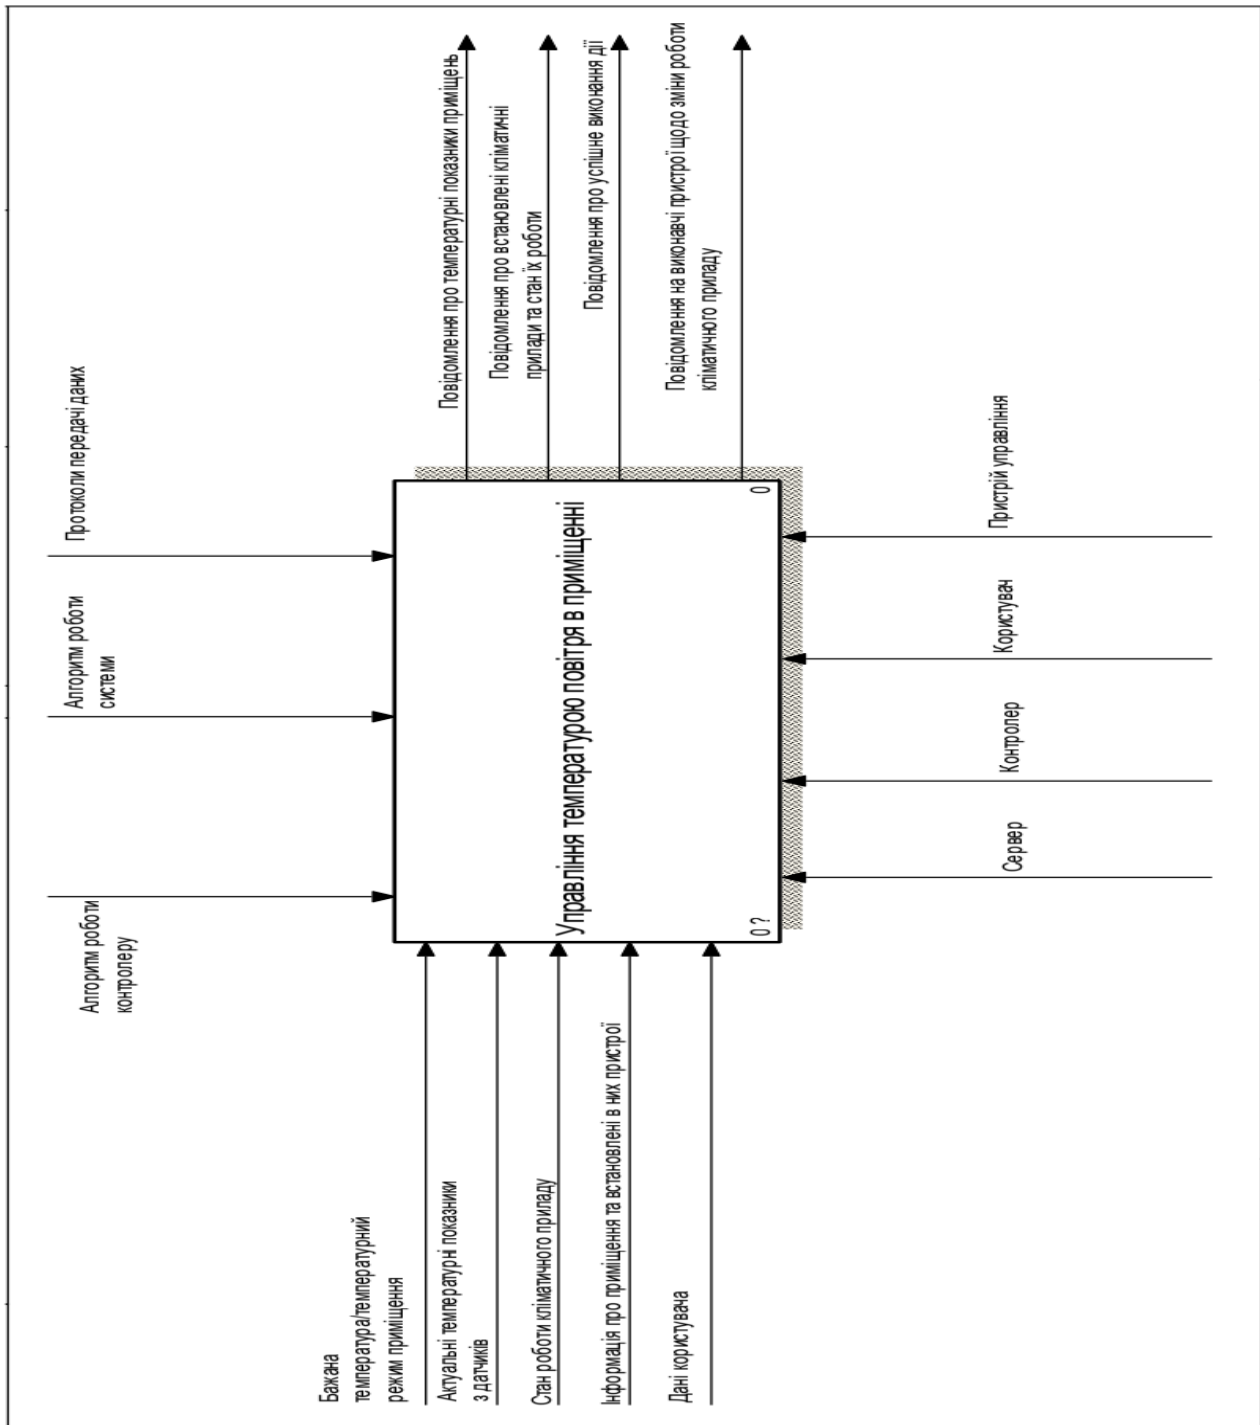 Алгоритм роботи
контролеру
Алгоритм роботи
системи
Протоколи передачі даних
Бажана
температура/температурний
режим приміщення
Актуальні температурні показники
з датчиків
Стан роботи кліматичного приладу
Інформація про приміщення та встановлені в них пристрої
Дані користувача
Управління температурою повітря в приміщенні
0 ?
0
Повідомлення про температурні показники приміщень
Повідомлення про встановлені кліматичні
прилади та стан їх роботи
Повідомлення про успішне виконання дії
Повідомлення на виконавчі пристрої щодо зміни роботи
кліматичного приладу
Сервер
Контролер
Користувач
Пристрій управління